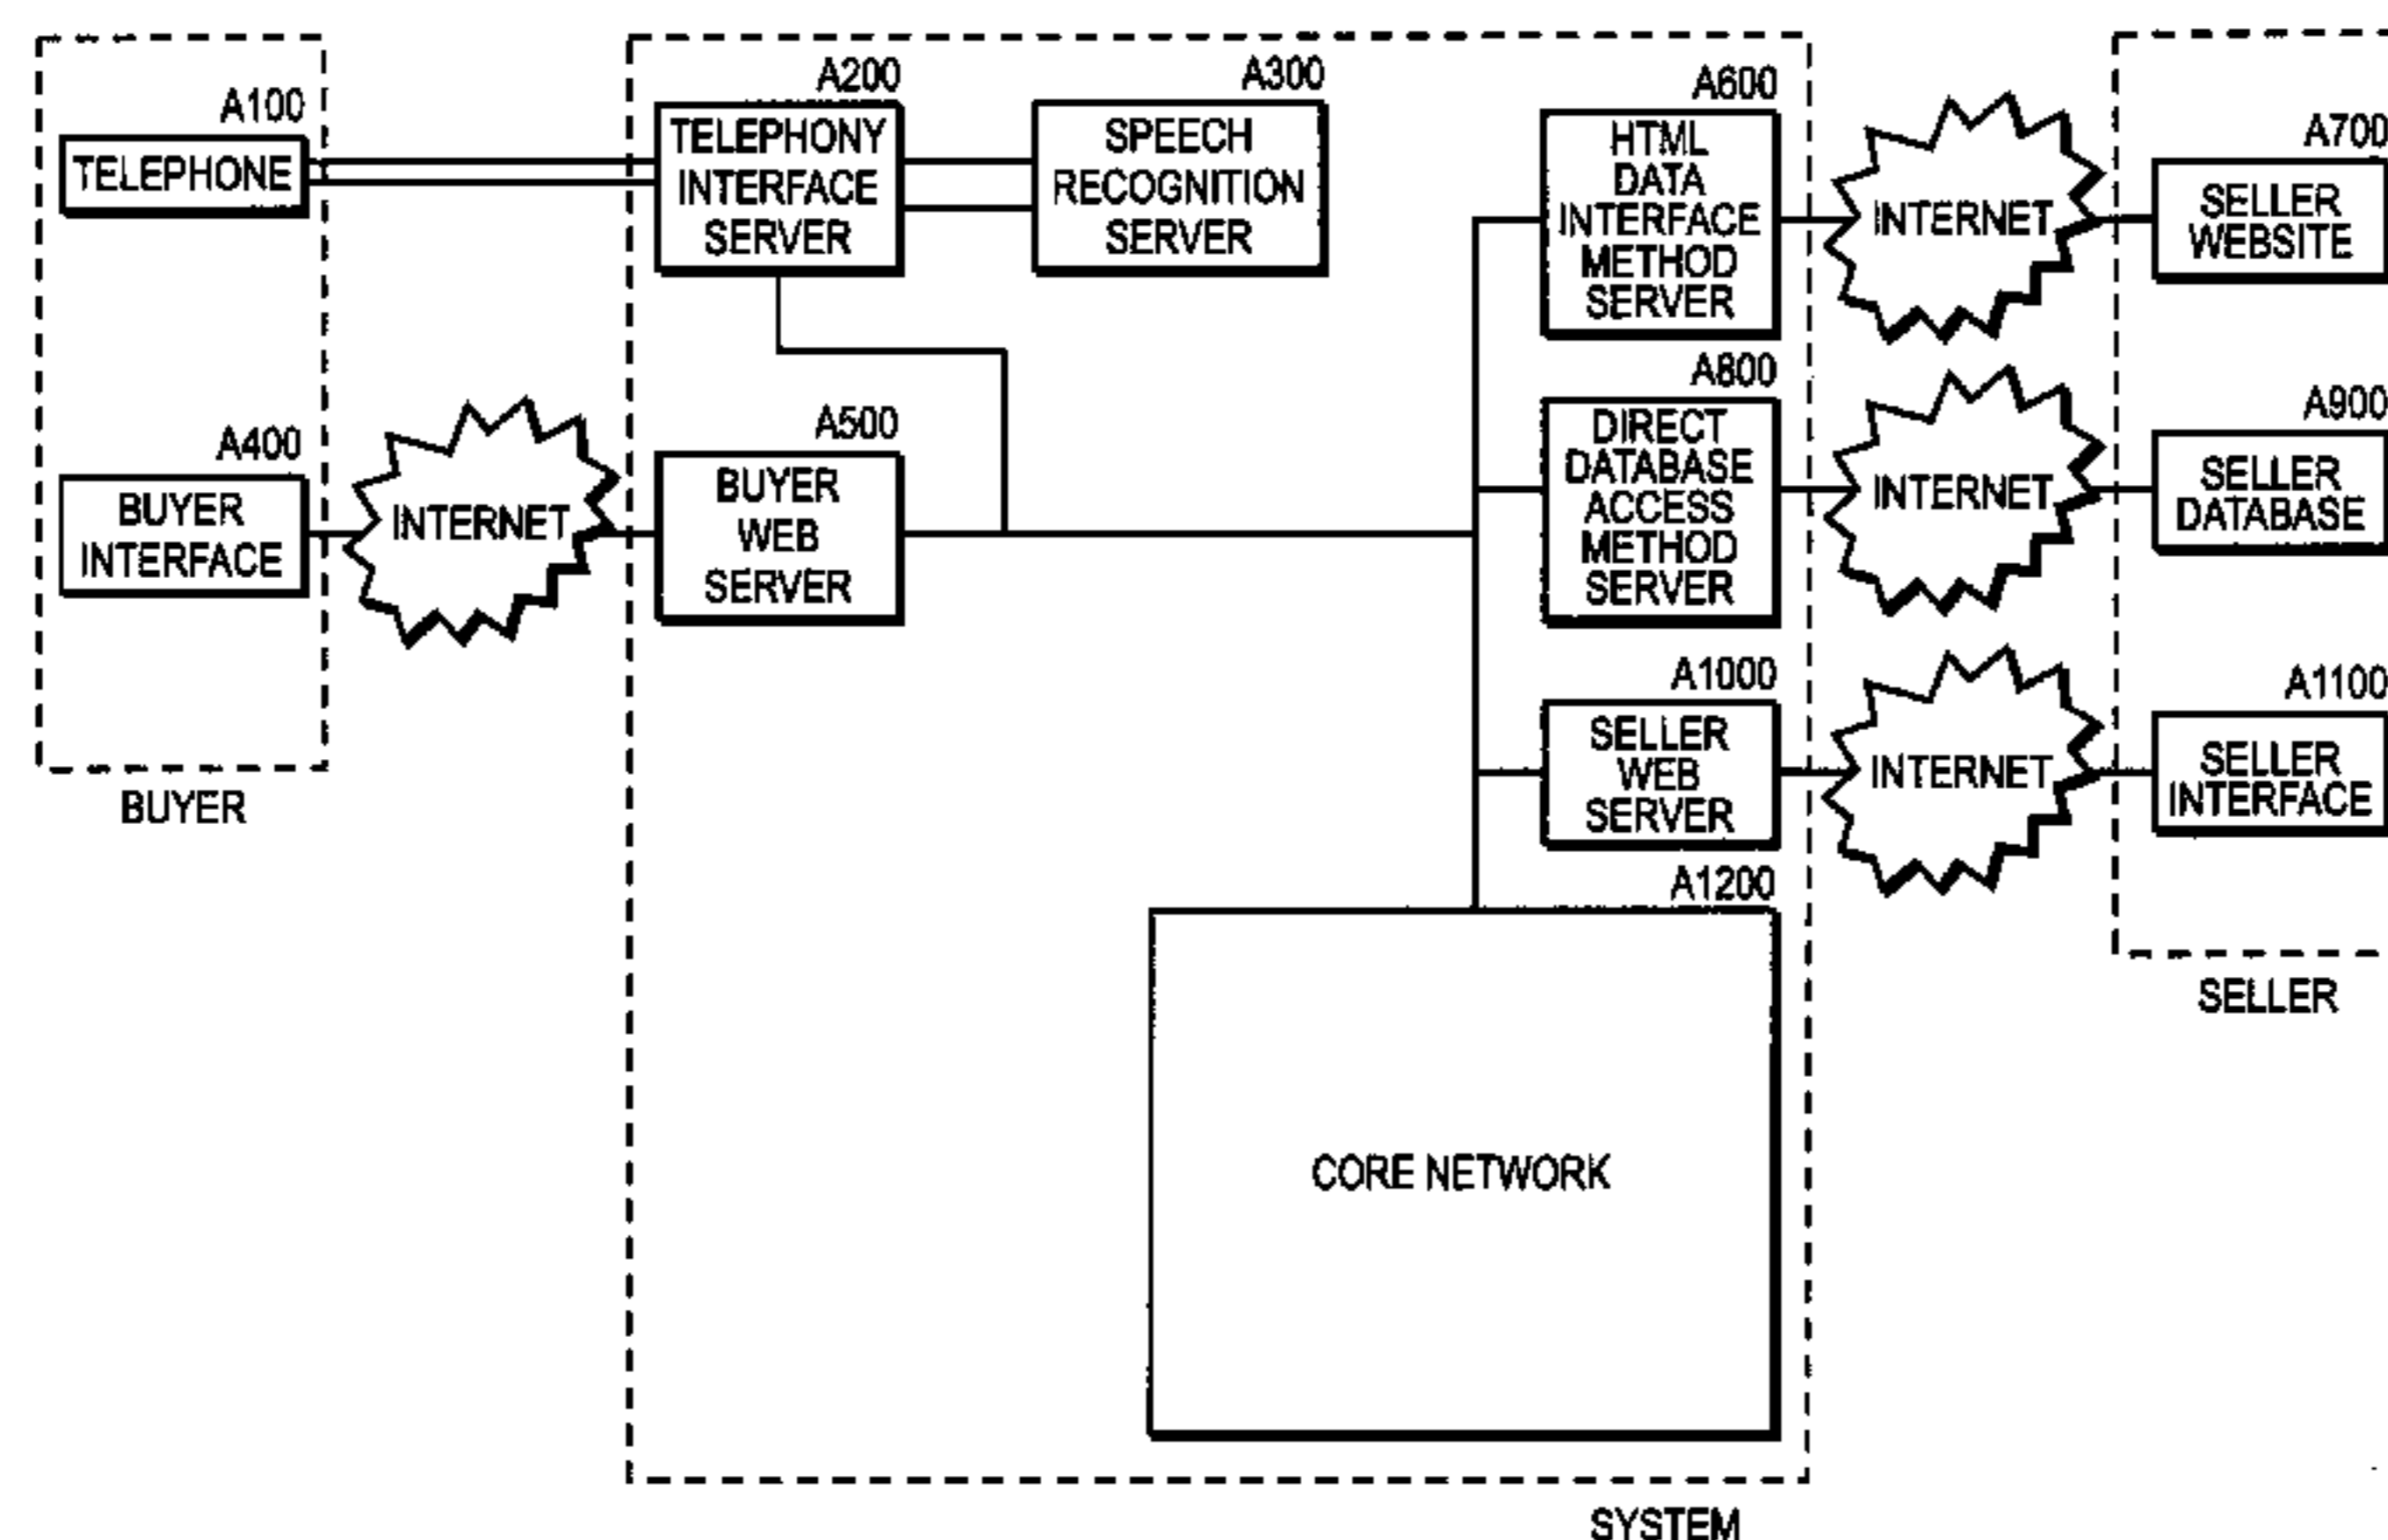 A100
TELEPHONE
A400
BUYER
INTERFACE
BUYER
INTERNET
A200
TELEPHONY
INTERFACE
SERVER
A300
SPEECH
RECOGNITION
SERVER
A500
BUYER
WEB
SERVER
A600
HTML
DATA
INTERFACE
METHOD
SERVER
A800
DIRECT
DATABASE
ACCESS
METHOD
SERVER
A1000
SELLER
WEB
SERVER
A1200
CORE NETWORK
SYSTEM
INTERNET
INTERNET
INTERNET
A700
SELLER
WEBSITE
A900
SELLER
DATABASE
A1100
SELLER
INTERFACE
SELLER